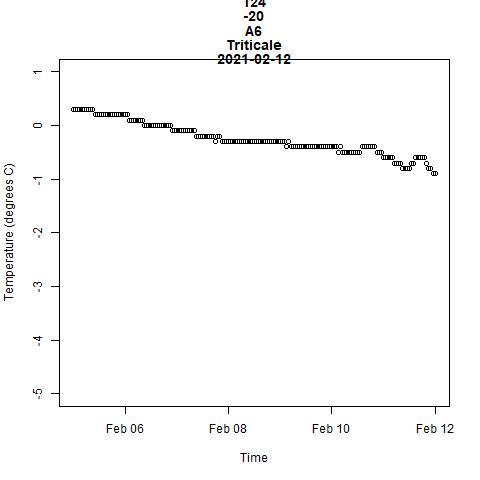 124
-20
A6
Triticale
2021-02-12
1
0
-1
-2
-3
-4
-5
Temperature (degrees C)
Feb 06
Feb 08
Feb 10
Feb 12
Time